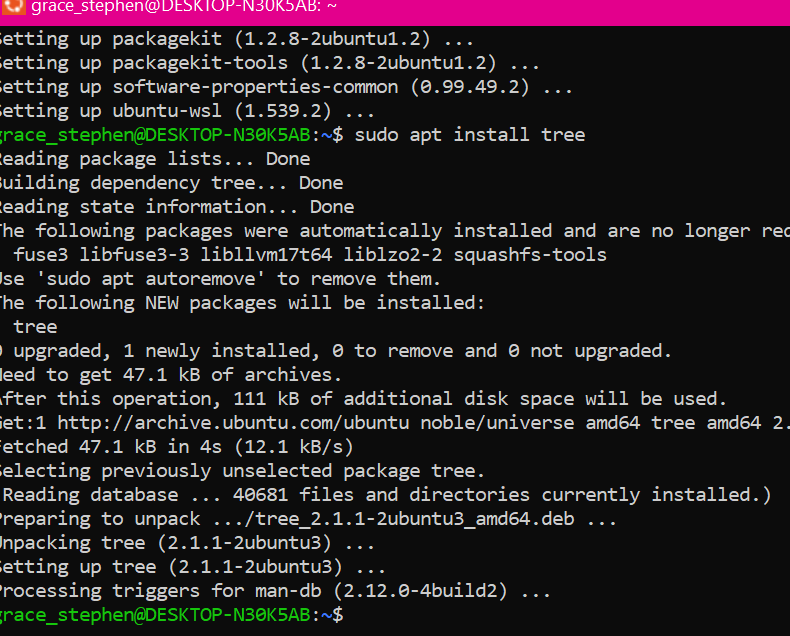 grace_stephen@DESKTOP-N30K5AB: ~
Setting up packagekit (1.2.8-2ubuntu1.2) ...
Setting up packagekit-tools (1.2.8-2ubuntu1.2) ...
Setting up software-properties-common (0.99.49.2) ...
Setting up ubuntu-wsl (1.539.2) ...
grace_stephen@DESKTOP-N30K5AB:~$ sudo apt install tree
Reading package lists... Done
Building dependency tree... Done
Reading state information... Done
The following packages were automatically installed and are no longer
fuse3 libfuse3-3 libllvm17t64 liblzo2-2 squashfs-tools
Use 'sudo apt autoremove' to remove them.
The following NEW packages will be installed:
tree
0 upgraded, 1 newly installed, 0 to remove and 0 not upgraded.
Need to get 47.1 kB of archives.
After this operation, 111 kB of additional disk space will be used.
Get:1 http://archive.ubuntu.com/ubuntu noble/universe amd64 tree amd64 2.
Fetched 47.1 kB in 4s (12.1 kB/s)
Selecting previously unselected package tree.
(Reading database ... 40681 files and directories currently installed.)
Preparing to unpack .../tree_2.1.1-2ubuntu3_amd64.deb ...
Unpacking tree (2.1.1-2ubuntu3) ...
Setting up tree (2.1.1-2ubuntu3) ...
Processing triggers for man-db (2.12.0-4build2) ...
grace_stephen@DESKTOP-N30K5AB:~$